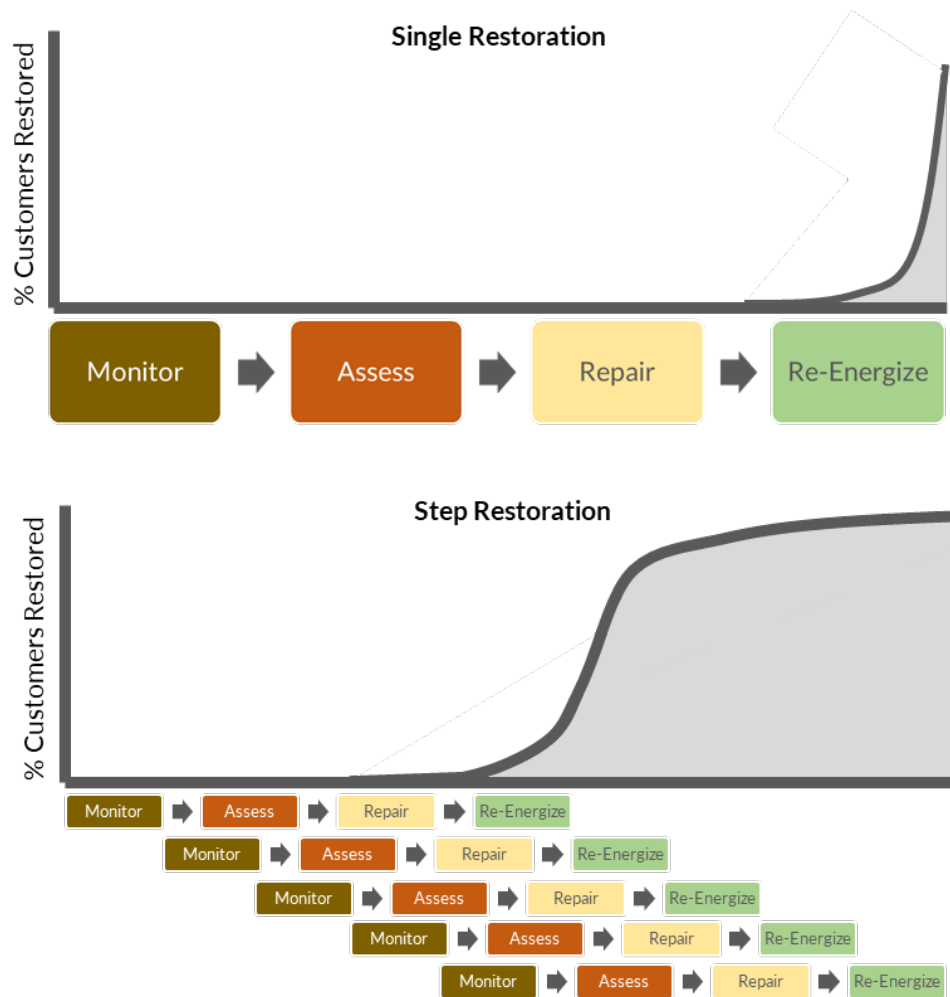 Single Restoration
% Customers Restored
Monitor Assess Repair Re-Energize
Step Restoration
% Customers Restored
Monitor Assess Repair Re-Energize
Monitor Assess Repair Re-Energize
Monitor Assess Repair Re-Energize
Monitor Assess Repair Re-Energize
Monitor Assess Repair Re-Energize